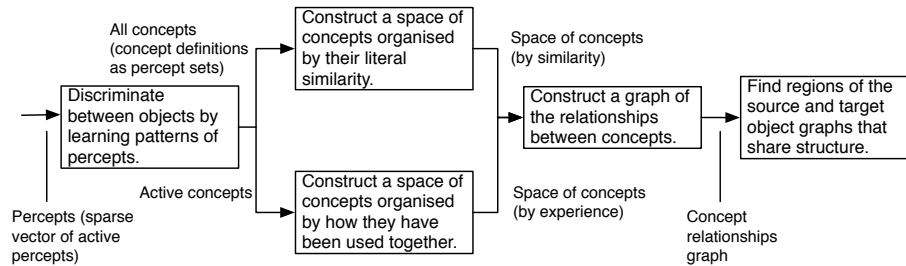 All concepts
(concept definitions
as percept sets)
Construct a space of
concepts organised
by their literal
similarity.
Space of concepts
(by similarity)
Discriminate
between objects by
learning patterns of
percepts.
Construct a graph of
the relationships
between concepts.
Find regions of the
source and target
object graphs that
share structure.
Active concepts
Construct a space of
concepts organised
by how they have
been used together.
Space of concepts
(by experience)
Percepts (sparse
vector of active
percepts)
Concept
relationships
graph